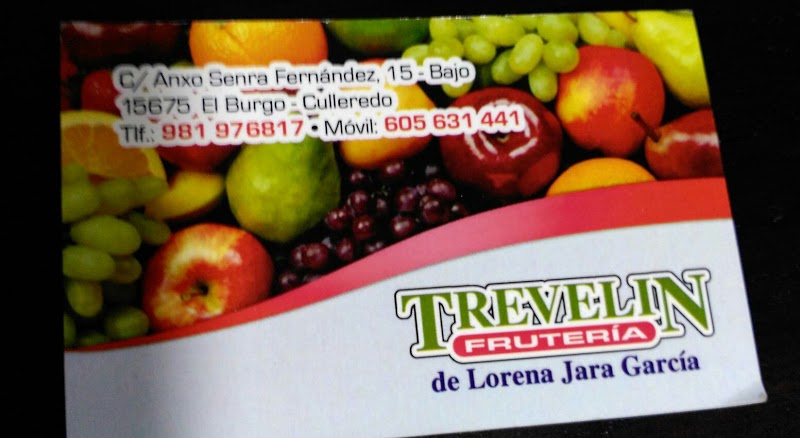 C/ Anxo Senra Fernández, 15 - Bajo
15675 El Burgo - Culleredo
Tlf.: 981 976817 • Móvil: 605 631 441
TREVELIN
FRUTERÍA
de Lorena Jara García